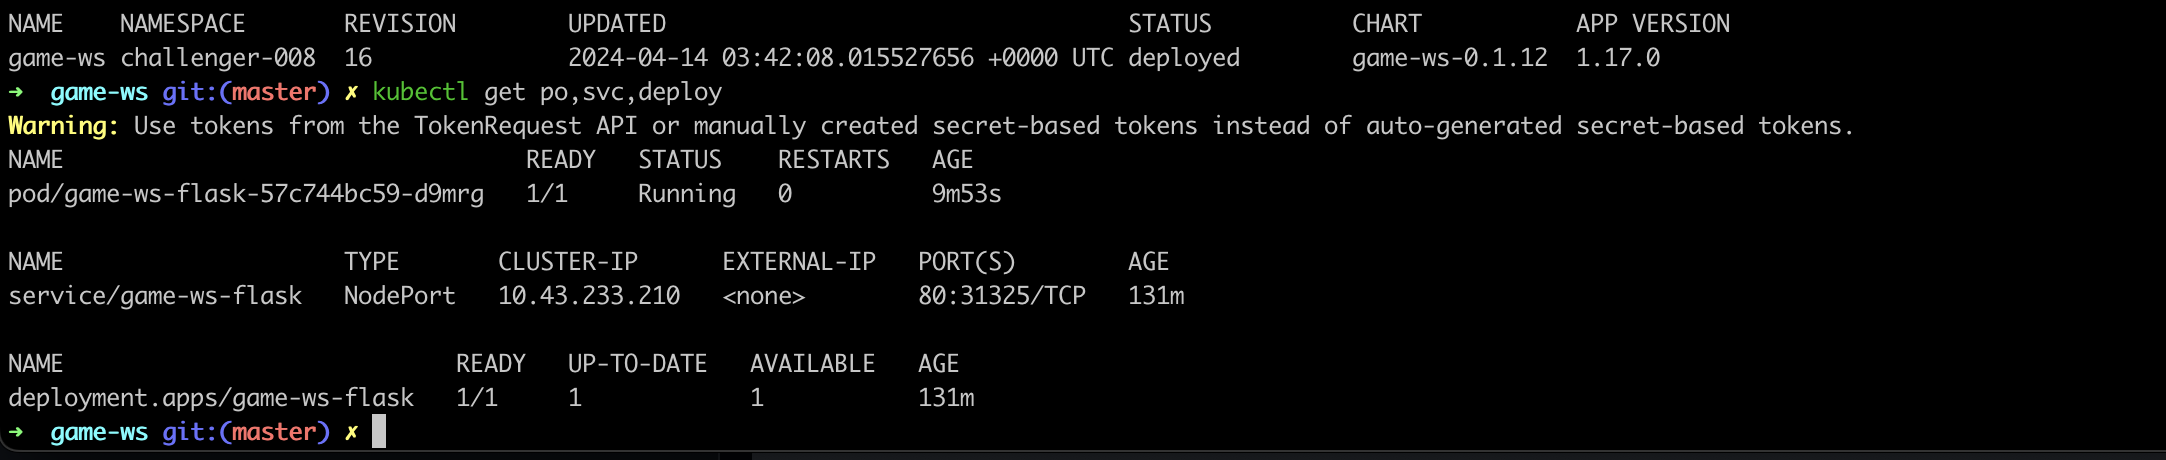 NAME    NAMESPACE       REVISION        UPDATED                                 STATUS          CHART           APP VERSION
game-ws challenger-008  16              2024-04-14 03:42:08.015527656 +0000 UTC deployed        game-ws-0.1.12  1.17.0
➜  game-ws git:(master) ✗ kubectl get po,svc,deploy
Warning: Use tokens from the TokenRequest API or manually created secret-based tokens instead of auto-generated secret-based tokens.
NAME                                 READY   STATUS    RESTARTS   AGE
pod/game-ws-flask-57c744bc59-d9mrg   1/1     Running   0          9m53s
NAME                    TYPE       CLUSTER-IP      EXTERNAL-IP   PORT(S)        AGE
service/game-ws-flask   NodePort   10.43.233.210   <none>        80:31325/TCP   131m
NAME                            READY   UP-TO-DATE   AVAILABLE   AGE
deployment.apps/game-ws-flask   1/1     1            1           131m
➜  game-ws git:(master) ✗